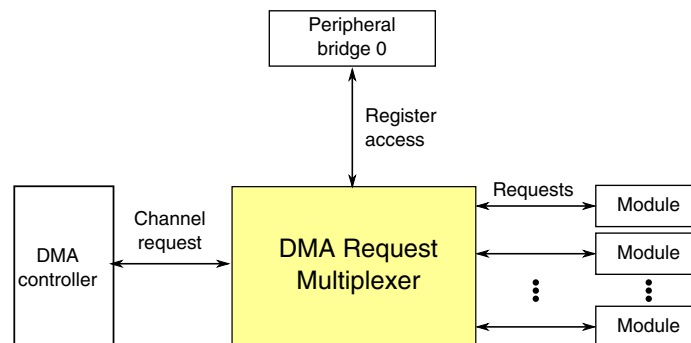 Peripheral
bridge 0
Register
access
Requests
Module
Channel
request
DMA Request
Multiplexer
DMA
controller
Module
Module